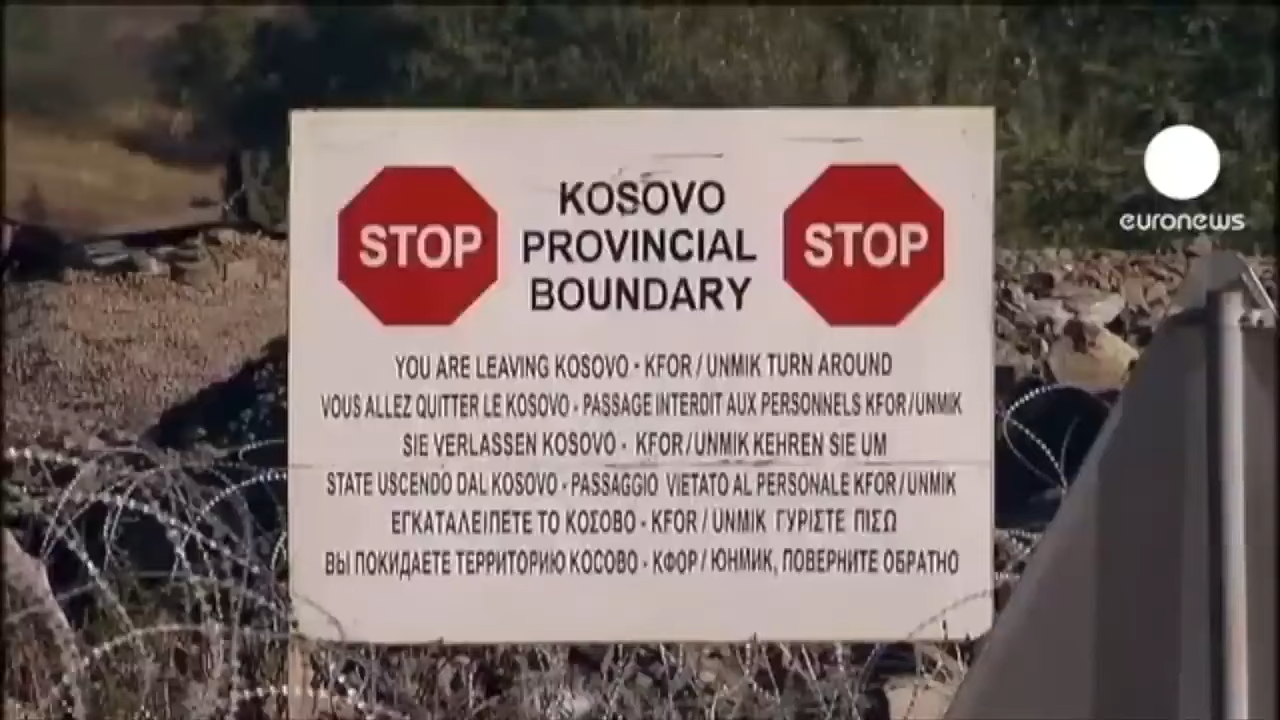 STOP
KOSOVO
PROVINCIAL
BOUNDARY
STOP
YOU ARE LEAVING KOSOVO - KFOR / UNMIK TURN AROUND
VOUS ALLEZ QUITTER LE KOSOVO - PASSAGE INTERDIT AUX PERSONNELS KFOR / UNMIK
SIE VERLASSEN KOSOVO - KFOR / UNMIK KEHREN SIE UM
STATE USCENDO DAL KOSOVO - PASSAGGIO VIETATO AL PERSONALE KFOR / UNMIK
ΕΓΚΑΤΑΛΕΙΠΕΤΕ ΤΟ ΚΟΣΟΒΟ - KFOR / UNMIK ΓΥΡΙΣΤΕ ΠΙΣΩ
ВЫ ПОКИДАЕТЕ ТЕРРИТОРИЮ КОСОВО - КФОР / ЮНМИК, ПОВЕРНИТЕ ОБРАТНО
euronews